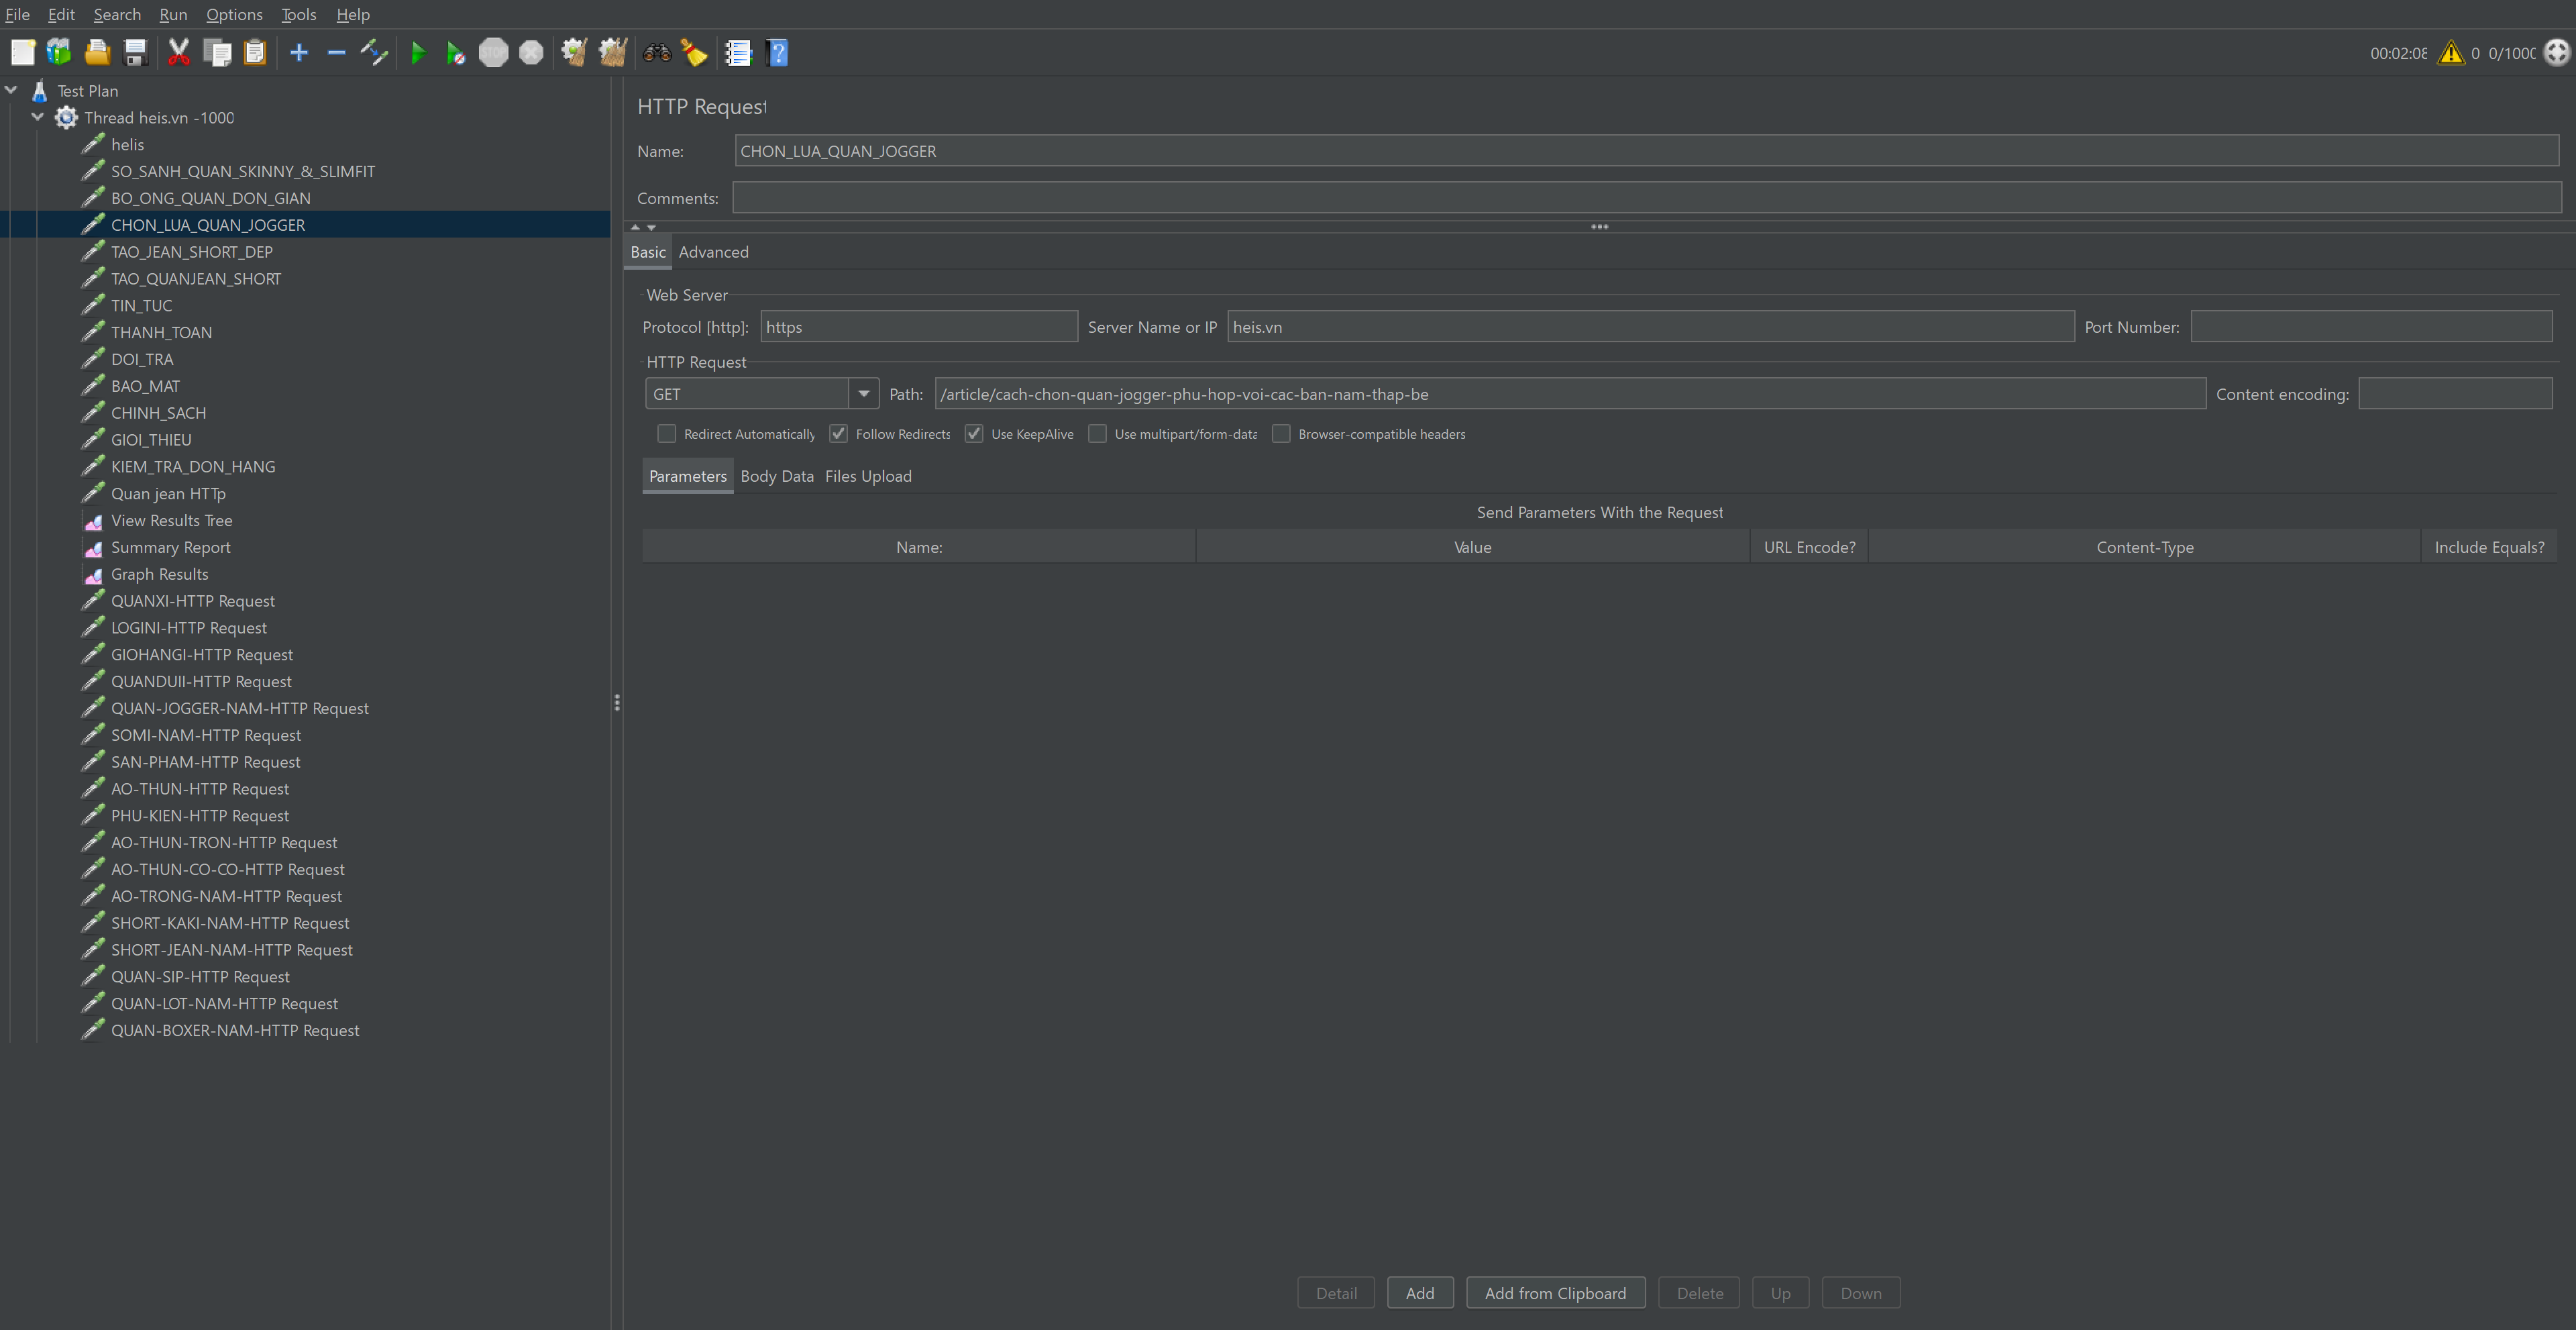 File Edit Search Run Options Tools Help
00:02:08 0 0/1000
Test Plan
Thread heis.vn -1000
helis
SO_SANH_QUAN_SKINNY_&_SLIMFIT
BO_ONG_QUAN_DON_GIAN
CHON_LUA_QUAN_JOGGER
TAO_JEAN_SHORT_DEP
TAO_QUANJEAN_SHORT
TIN_TUC
THANH_TOAN
DOI_TRA
BAO_MAT
CHINH_SACH
GIOI_THIEU
KIEM_TRA_DON_HANG
Quan jean HTTp
View Results Tree
Summary Report
Graph Results
QUANXI-HTTP Request
LOGINI-HTTP Request
GIOHANGI-HTTP Request
QUANDUII-HTTP Request
QUAN-JOGGER-NAM-HTTP Request
SOMI-NAM-HTTP Request
SAN-PHAM-HTTP Request
AO-THUN-HTTP Request
PHU-KIEN-HTTP Request
AO-THUN-TRON-HTTP Request
AO-THUN-CO-CO-HTTP Request
AO-TRONG-NAM-HTTP Request
SHORT-KAKI-NAM-HTTP Request
SHORT-JEAN-NAM-HTTP Request
QUAN-SIP-HTTP Request
QUAN-LOT-NAM-HTTP Request
QUAN-BOXER-NAM-HTTP Request
HTTP Request
Name: CHON_LUA_QUAN_JOGGER
Comments:
Basic Advanced
Web Server
Protocol [http]: https Server Name or IP heis.vn Port Number:
HTTP Request
GET Path: /article/cach-chon-quan-jogger-phu-hop-voi-cac-ban-nam-thap-be Content encoding:
Redirect Automatically Follow Redirects Use KeepAlive Use multipart/form-data Browser-compatible headers
Parameters Body Data Files Upload
Send Parameters With the Request
Name: Value URL Encode? Content-Type Include Equals?
Detail Add Add from Clipboard Delete Up Down